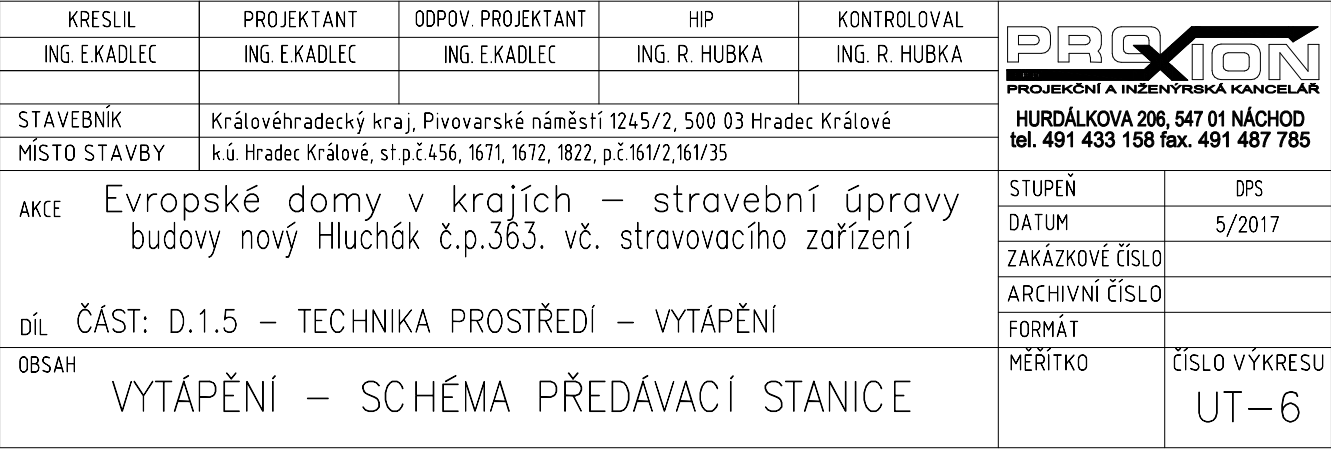 KRESLIL PROJEKTANT ODPOV. PROJEKTANT HIP KONTROLOVAL
ING. E.KADLEC ING. E.KADLEC ING. E.KADLEC ING. R. HUBKA ING. R. HUBKA
PROXION
PROJEKČNÍ A INŽENÝRSKÁ KANCELÁŘ
HURDÁLKOVA 206, 547 01 NÁCHOD
tel. 491 433 158 fax. 491 487 785
STAVEBNÍK Královéhradecký kraj, Pivovarské náměstí 1245/2, 500 03 Hradec Králové
MÍSTO STAVBY k.ú. Hradec Králové, st.p.č.456, 1671, 1672, 1822, p.č.161/2,161/35
AKCE Evropské domy v krajích – stravební úpravy
budovy nový Hluchák č.p.363. vč. stravovacího zařízení
DÍL ČÁST: D.1.5 – TECHNIKA PROSTŘEDÍ – VYTÁPĚNÍ
STUPEŇ DPS
DATUM 5/2017
ZAKÁZKOVÉ ČÍSLO
ARCHIVNÍ ČÍSLO
FORMÁT
OBSAH
VYTÁPĚNÍ – SCHÉMA PŘEDÁVACÍ STANICE
MĚŘÍTKO ČÍSLO VÝKRESU
UT–6